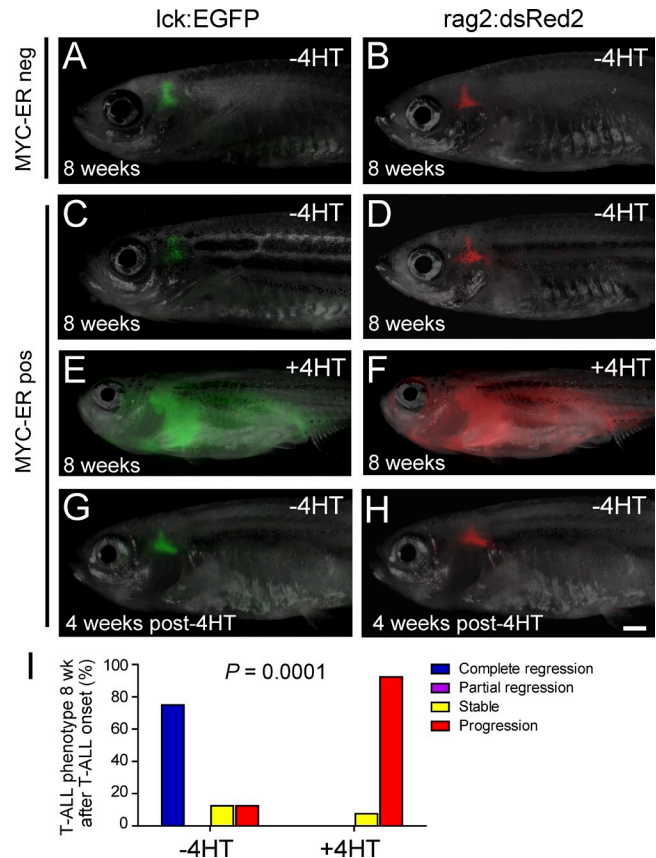 lck:EGFP rag2:dsRed2
MYC-ER neg
A -4HT
8 weeks
B -4HT
8 weeks
MYC-ER pos
C -4HT
8 weeks
D -4HT
8 weeks
E +4HT
8 weeks
F +4HT
8 weeks
G -4HT
4 weeks post-4HT
H -4HT
4 weeks post-4HT
I
T-ALL phenotype 8 wk
after T-ALL onset (%)
100
80
60
40
20
0
P = 0.0001
-4HT +4HT
Complete regression
Partial regression
Stable
Progression